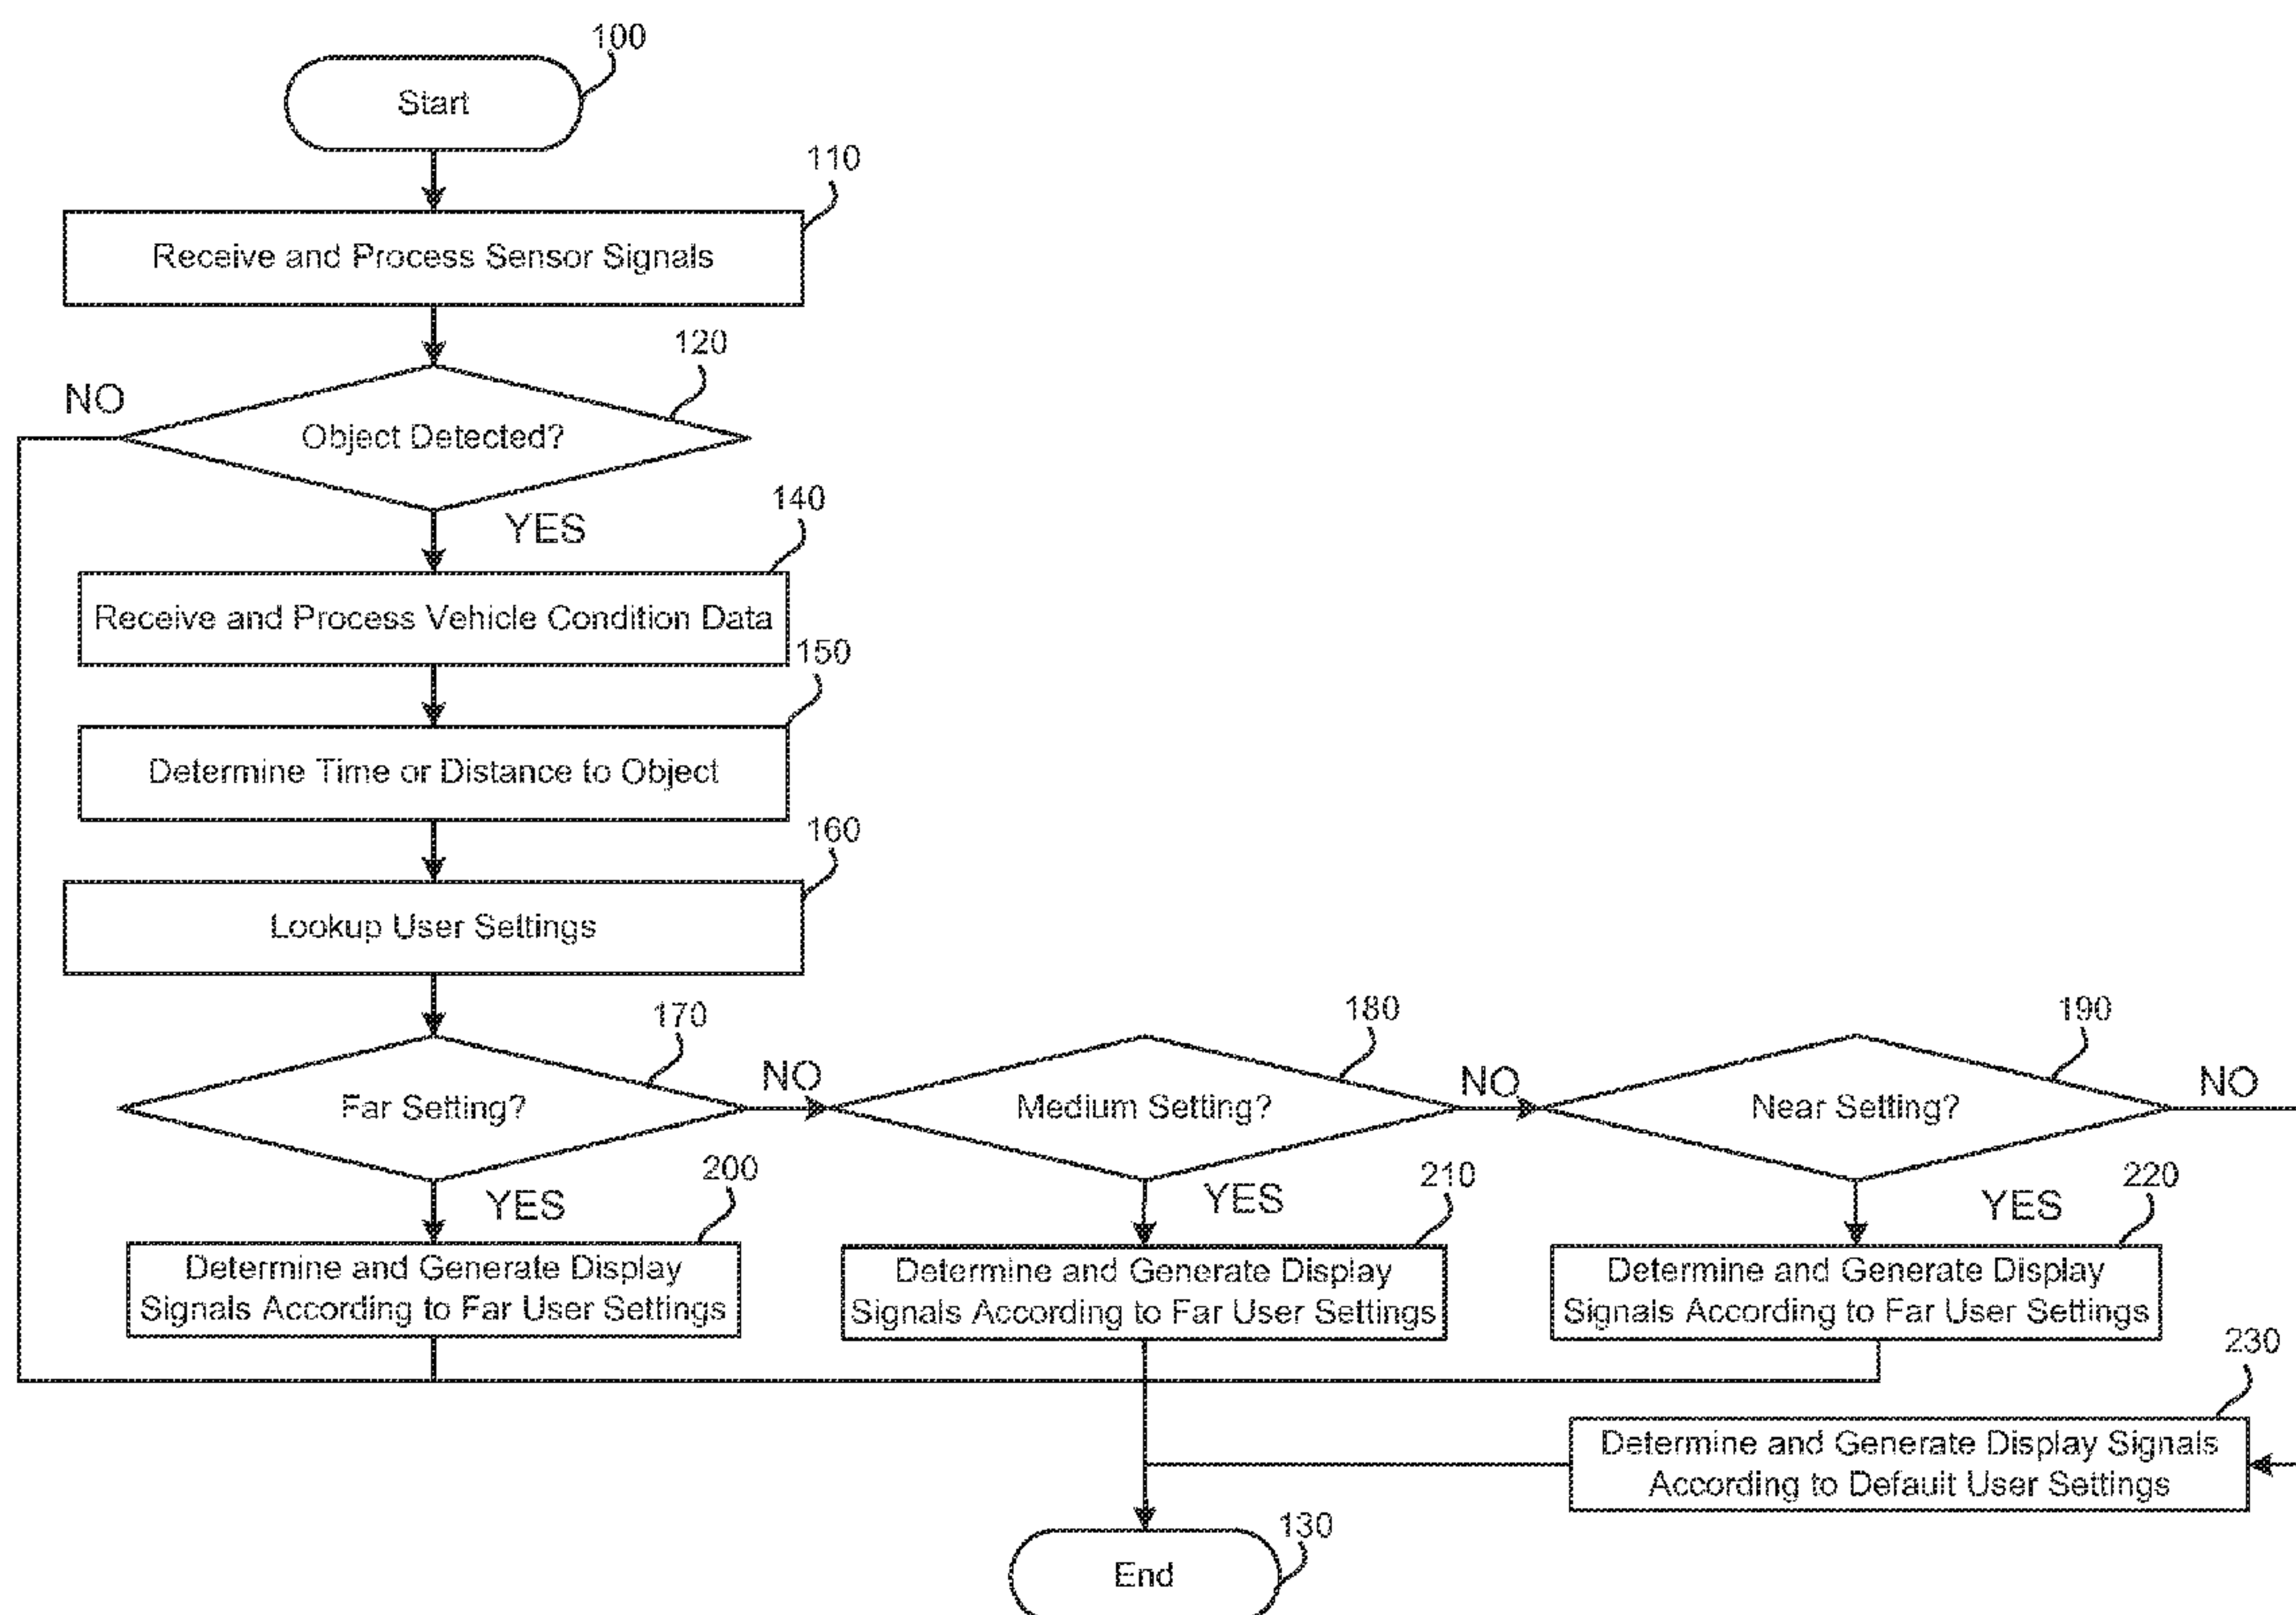 100
Start
110
Receive and Process Sensor Signals
120
NO
Object Detected?
YES
140
Receive and Process Vehicle Condition Data
150
Determine Time or Distance to Object
160
Lookup User Settings
170
Far Setting?
NO
180
Medium Setting?
NO
190
Near Setting?
NO
YES
200
Determine and Generate Display
Signals According to Far User Settings
YES
210
Determine and Generate Display
Signals According to Far User Settings
YES
220
Determine and Generate Display
Signals According to Far User Settings
230
Determine and Generate Display Signals
According to Default User Settings
130
End